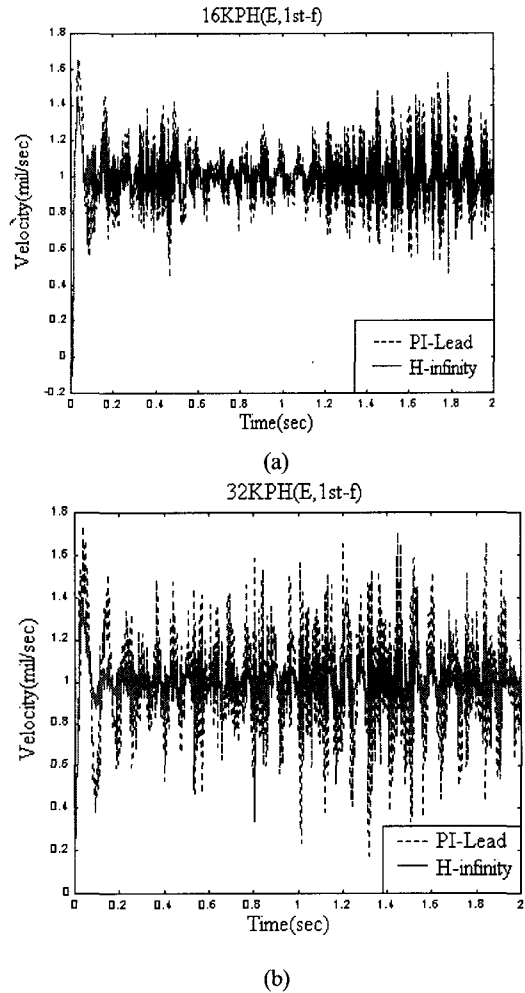 16KPH(E,1st-f)
1.8
1.6
1.4
1.2
1
0.8
0.6
0.4
0.2
0
-0.2
Velocity(mil/sec)
0 0.2 0.4 0.6 0.8 1 1.2 1.4 1.6 1.8 2
Time(sec)
PI-Lead
H-infinity
(a)
32KPH(E,1st-f)
1.8
1.6
1.4
1.2
1
0.8
0.6
0.4
0.2
0
Velocity(mil/sec)
0 0.2 0.4 0.6 0.8 1 1.2 1.4 1.6 1.8 2
Time(sec)
PI-Lead
H-infinity
(b)